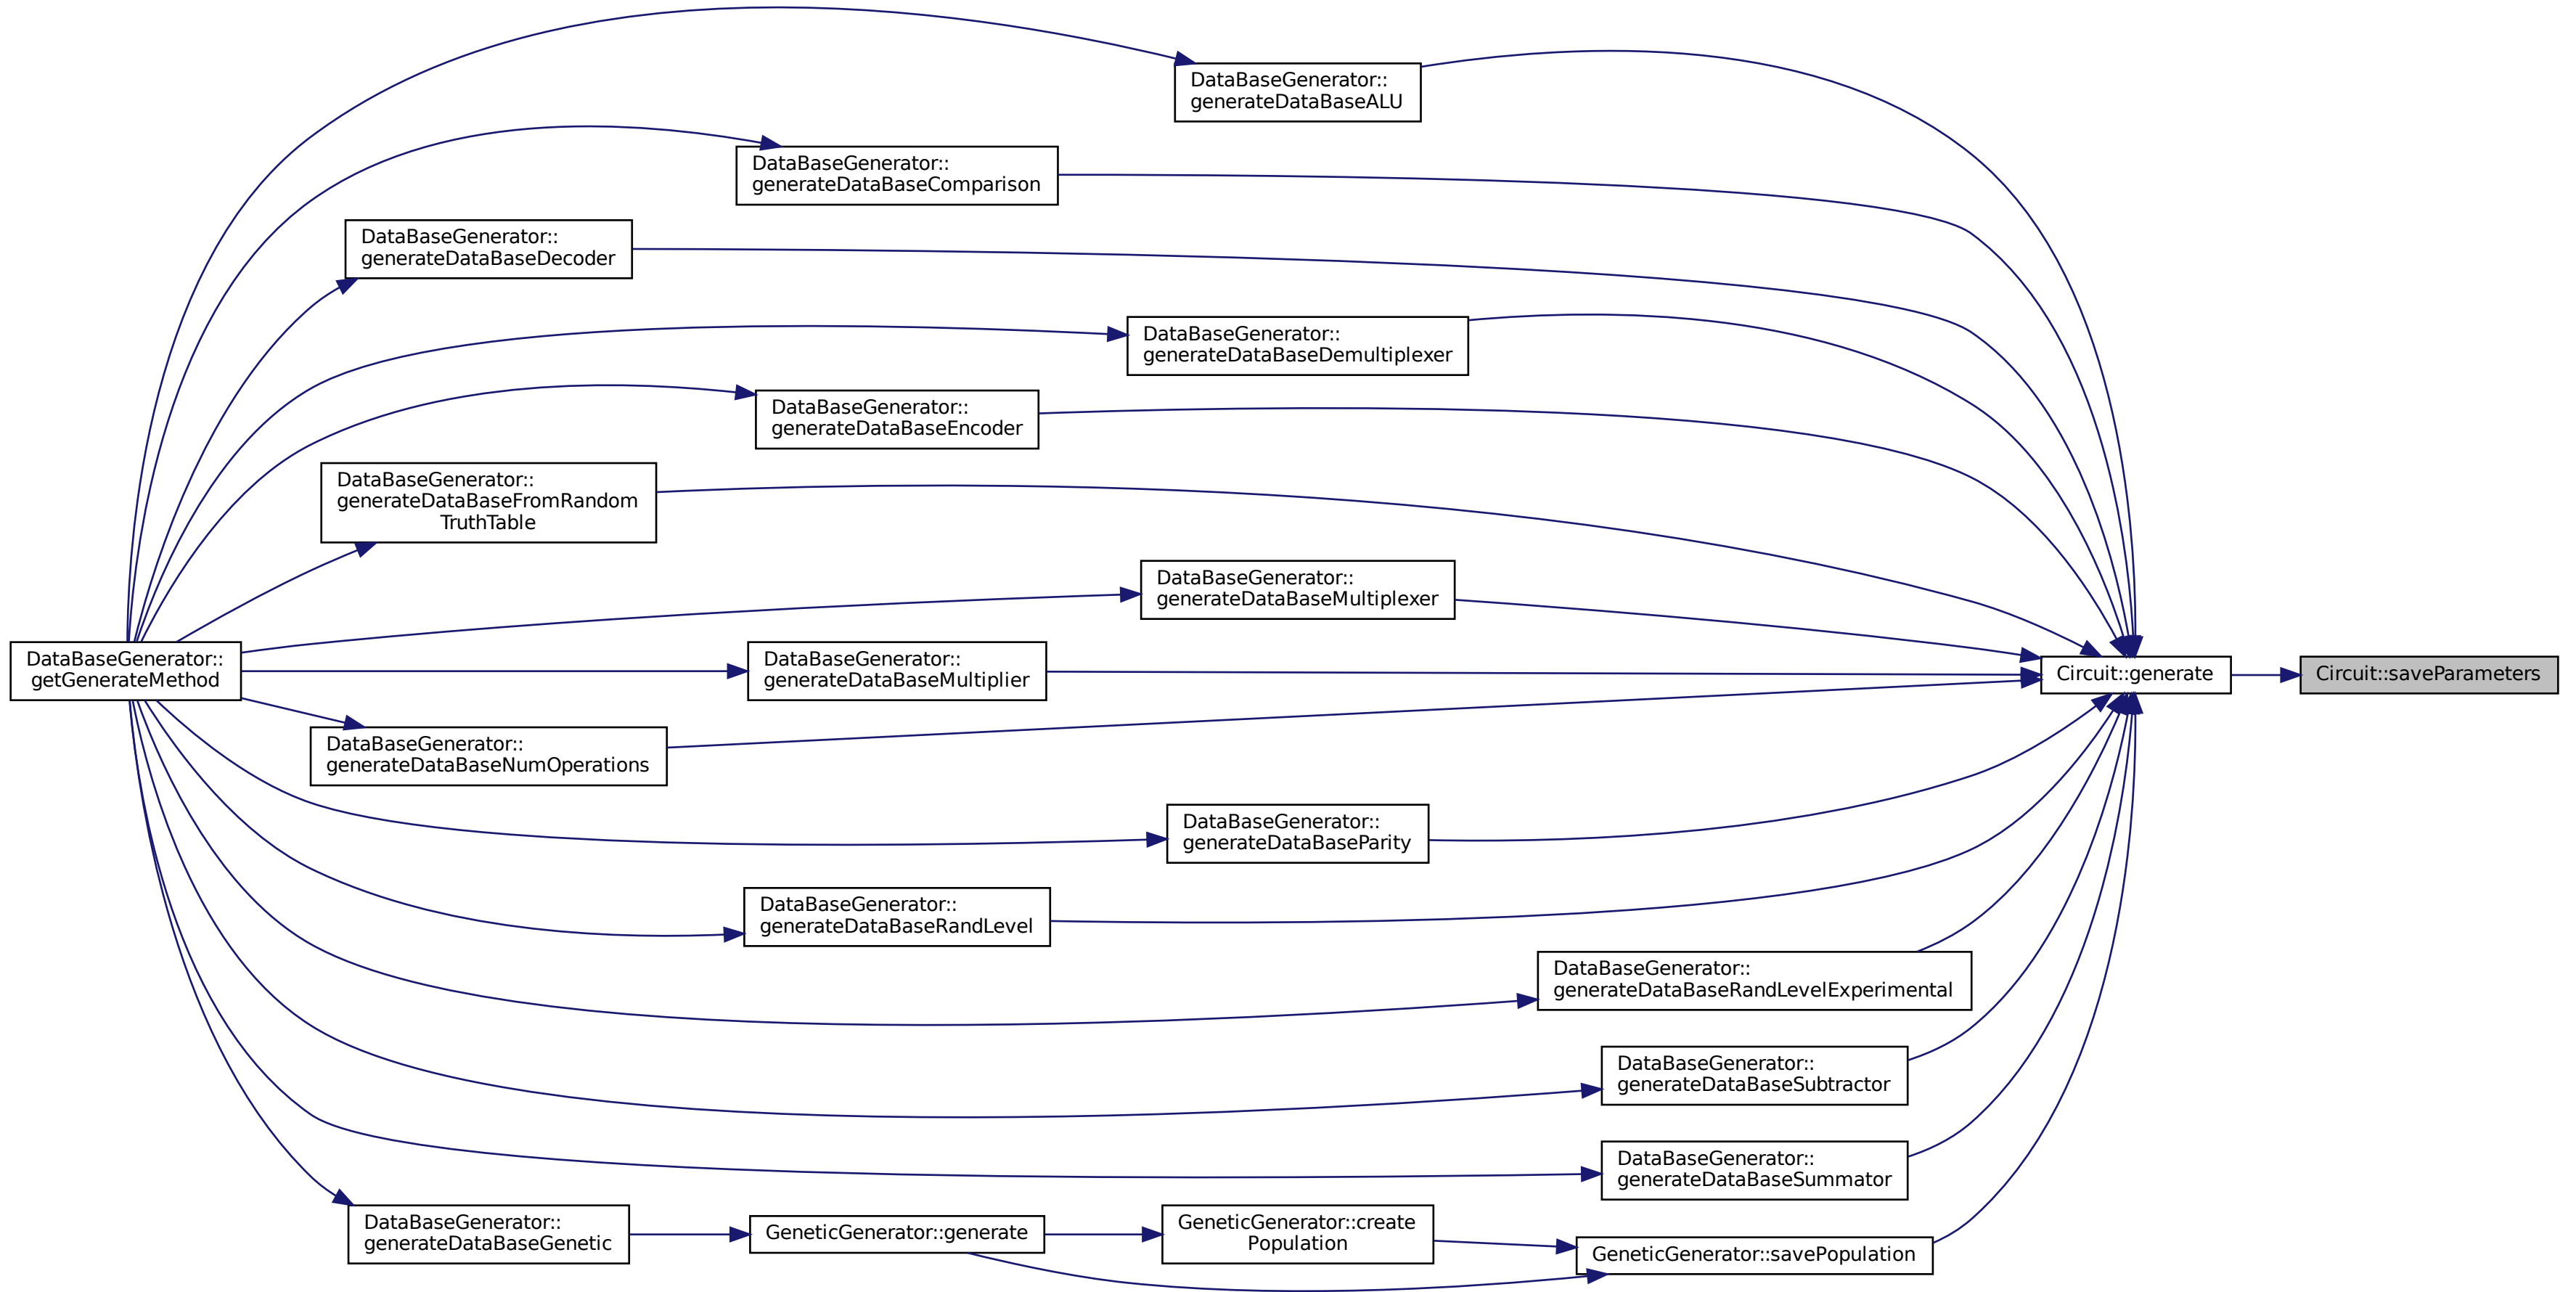 DataBaseGenerator::
generateDataBaseALU
DataBaseGenerator::
generateDataBaseComparison
DataBaseGenerator::
generateDataBaseDecoder
DataBaseGenerator::
generateDataBaseDemultiplexer
DataBaseGenerator::
generateDataBaseEncoder
DataBaseGenerator::
generateDataBaseFromRandom
TruthTable
DataBaseGenerator::
generateDataBaseMultiplexer
DataBaseGenerator::
getGenerateMethod
DataBaseGenerator::
generateDataBaseMultiplier
Circuit::generate
Circuit::saveParameters
DataBaseGenerator::
generateDataBaseNumOperations
DataBaseGenerator::
generateDataBaseParity
DataBaseGenerator::
generateDataBaseRandLevel
DataBaseGenerator::
generateDataBaseRandLevelExperimental
DataBaseGenerator::
generateDataBaseSubtractor
DataBaseGenerator::
generateDataBaseSummator
DataBaseGenerator::
generateDataBaseGenetic
GeneticGenerator::generate
GeneticGenerator::create
Population
GeneticGenerator::savePopulation